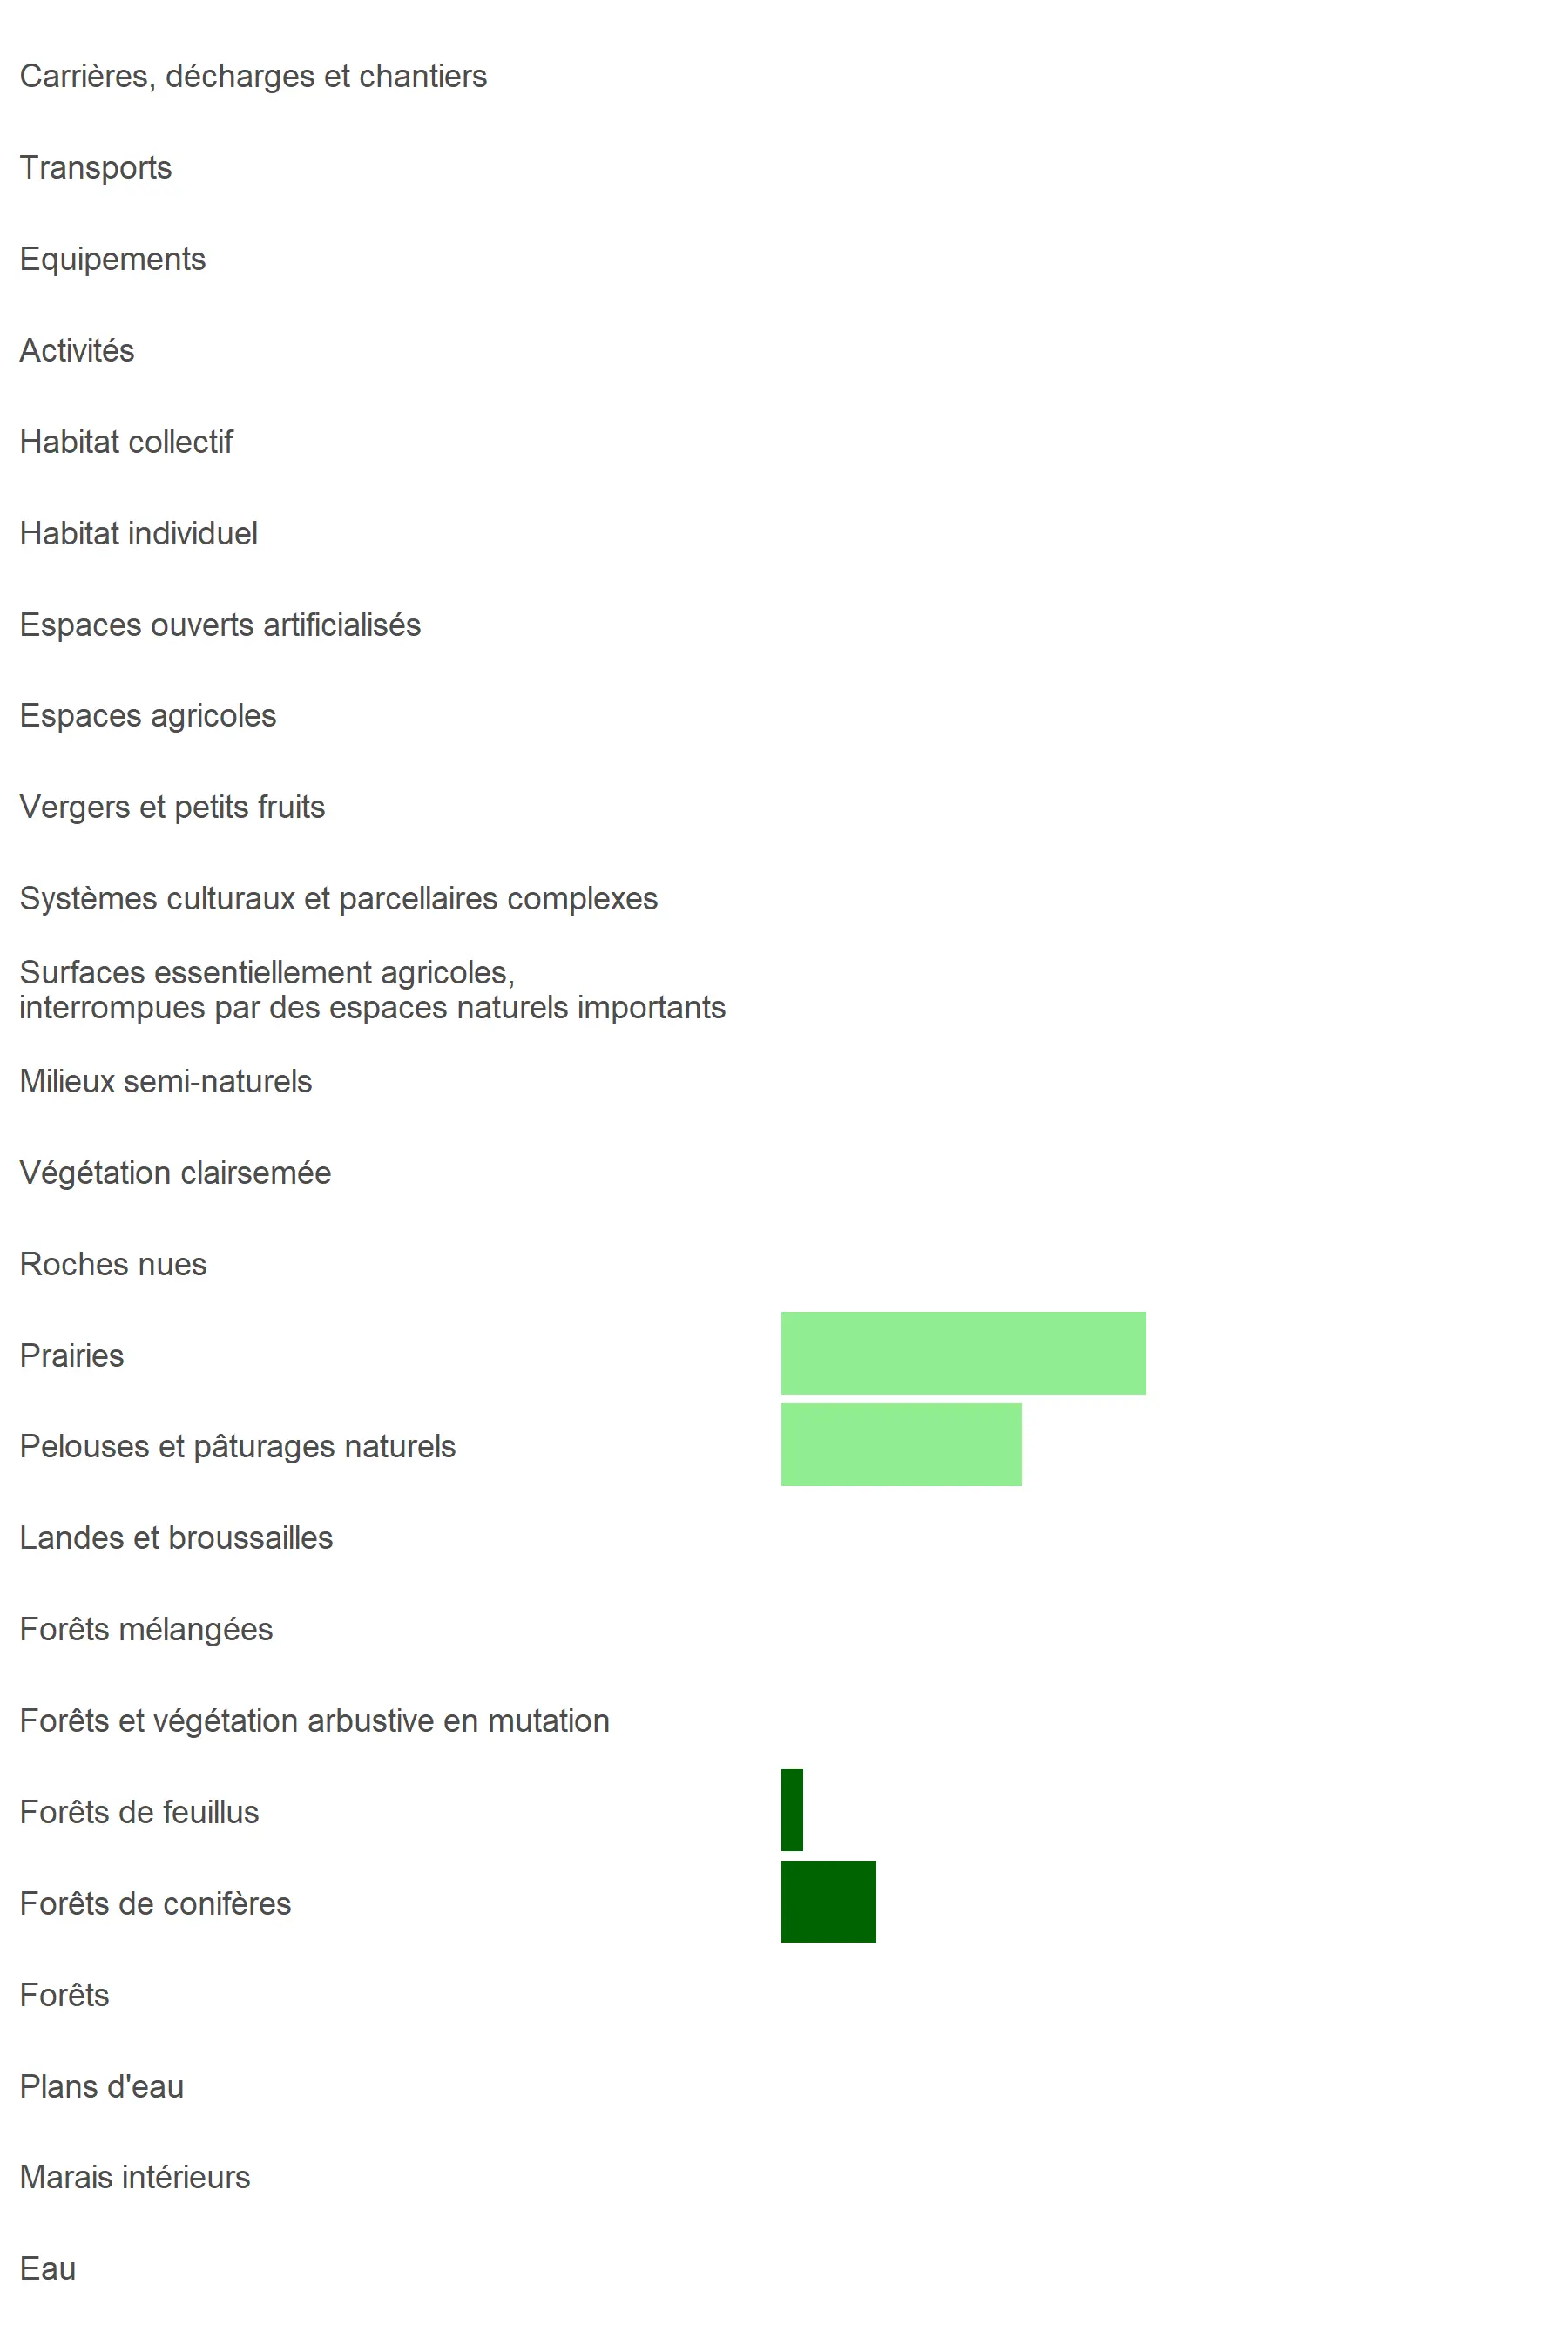 Carrières, décharges et chantiers
Transports
Equipements
Activités
Habitat collectif
Habitat individuel
Espaces ouverts artificialisés
Espaces agricoles
Vergers et petits fruits
Systèmes culturaux et parcellaires complexes
Surfaces essentiellement agricoles,
interrompues par des espaces naturels importants
Milieux semi-naturels
Végétation clairsemée
Roches nues
Prairies
Pelouses et pâturages naturels
Landes et broussailles
Forêts mélangées
Forêts et végétation arbustive en mutation
Forêts de feuillus
Forêts de conifères
Forêts
Plans d'eau
Marais intérieurs
Eau